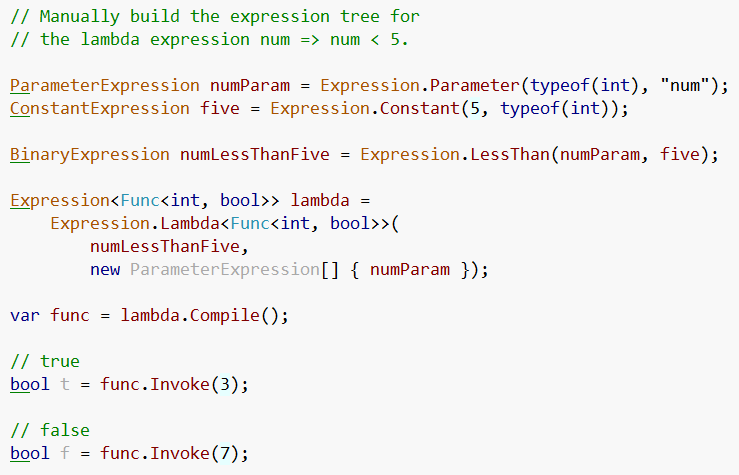 // Manually build the expression tree for
// the lambda expression num => num < 5.
ParameterExpression numParam = Expression.Parameter(typeof(int), "num");
ConstantExpression five = Expression.Constant(5, typeof(int));
BinaryExpression numLessThanFive = Expression.LessThan(numParam, five);
Expression<Func<int, bool>> lambda =
Expression.Lambda<Func<int, bool>>(
numLessThanFive,
new ParameterExpression[] { numParam });
var func = lambda.Compile();
// true
bool t = func.Invoke(3);
// false
bool f = func.Invoke(7);